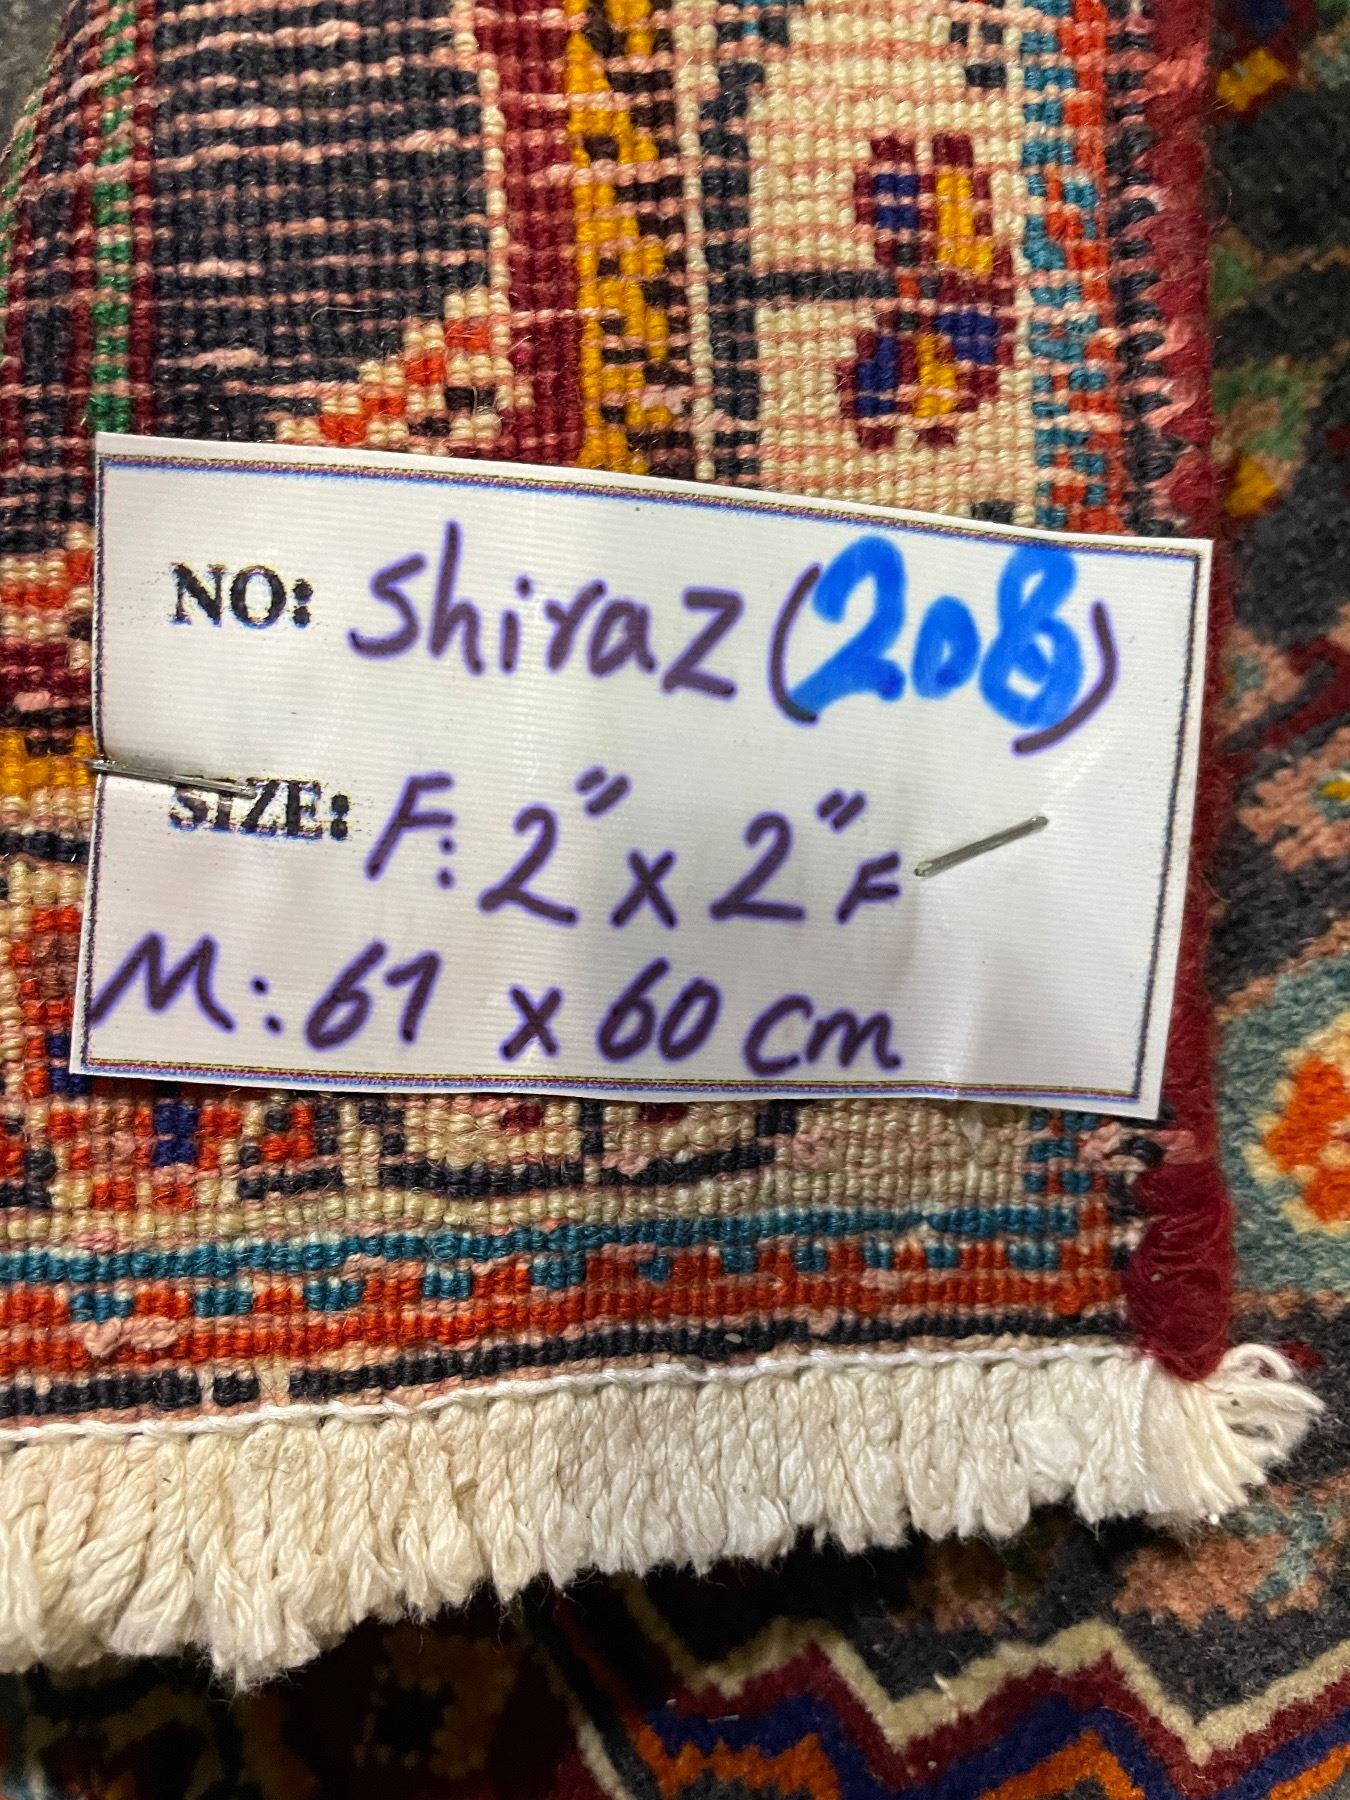 NO: Shiraz (208)
SIZE: F: 2" x 2" F
M: 61 x 60 cm